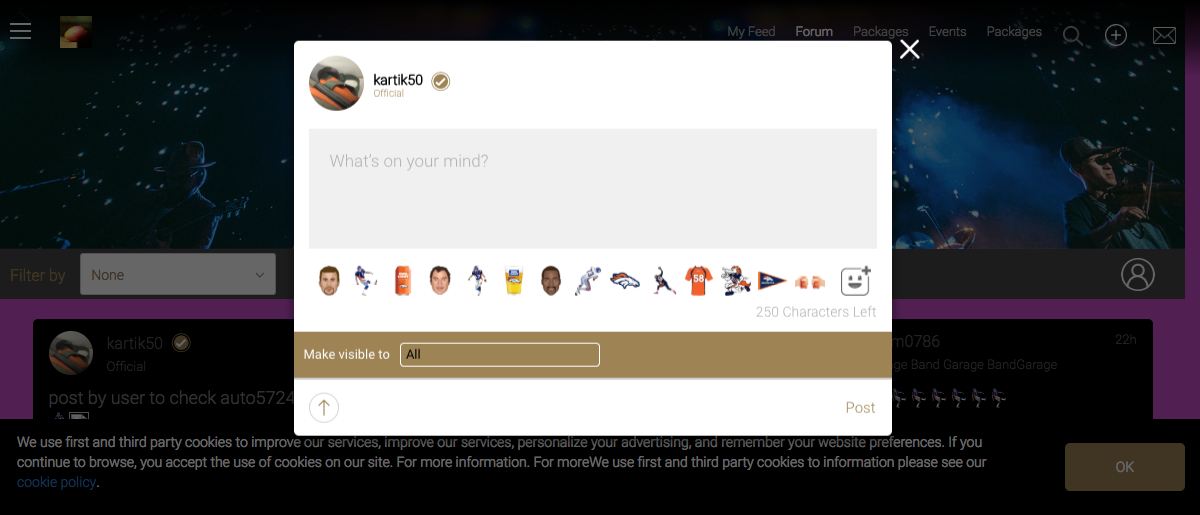 My Feed Forum Packages Events Packages
kartik50
Official
What's on your mind?
250 Characters Left
Make visible to All
Post
Filter by None
58
kartik50
Official
post by user to check auto5724
m0786
22h
ge Band Garage BandGarage
We use first and third party cookies to improve our services, improve our services, personalize your advertising, and remember your website preferences. If you
continue to browse, you accept the use of cookies on our site. For more information. For moreWe use first and third party cookies to information please see our
cookie policy.
OK